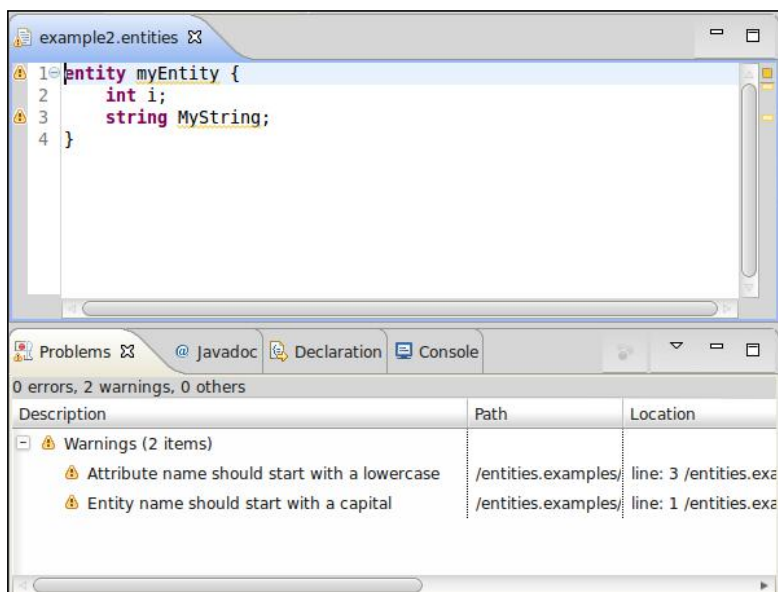 example2.entities
1 entity myEntity {
2 int i;
3 string MyString;
4 }
Problems @ Javadoc Declaration Console
0 errors, 2 warnings, 0 others
Description Path Location
Warnings (2 items)
Attribute name should start with a lowercase /entities.examples/ line: 3 /entities.exa
Entity name should start with a capital /entities.examples/ line: 1 /entities.exa